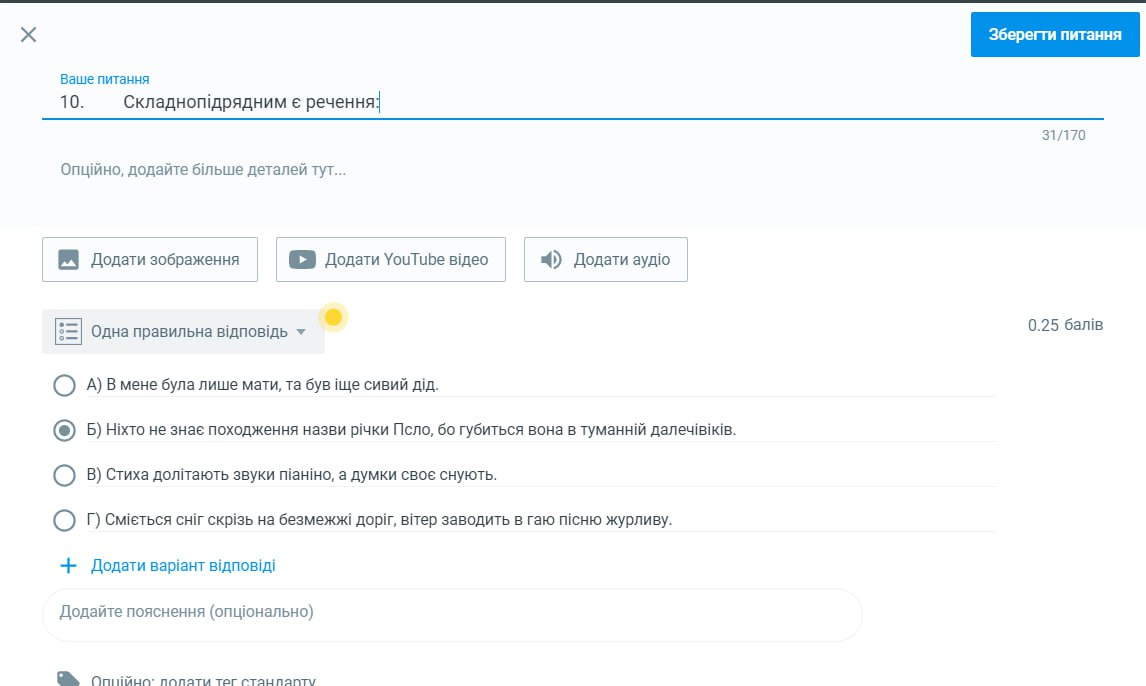 Зберегти питання
Ваше питання
10. Складнопідрядним є речення:
31/170
Опційно, додайте більше деталей тут...
Додати зображення
Додати YouTube відео
Додати аудіо
Одна правильна відповідь
0.25 балів
А) В мене була лише мати, та був іще сивий дід.
Б) Ніхто не знає походження назви річки Псло, бо губиться вона в туманній далечівіків.
В) Стиха долітають звуки піаніно, а думки своє снують.
Г) Сміється сніг скрізь на безмежжі доріг, вітер заводить в гаю пісню журливу.
Додати варіант відповіді
Додайте пояснення (опціонально)
Опційно: додати тег стандарту